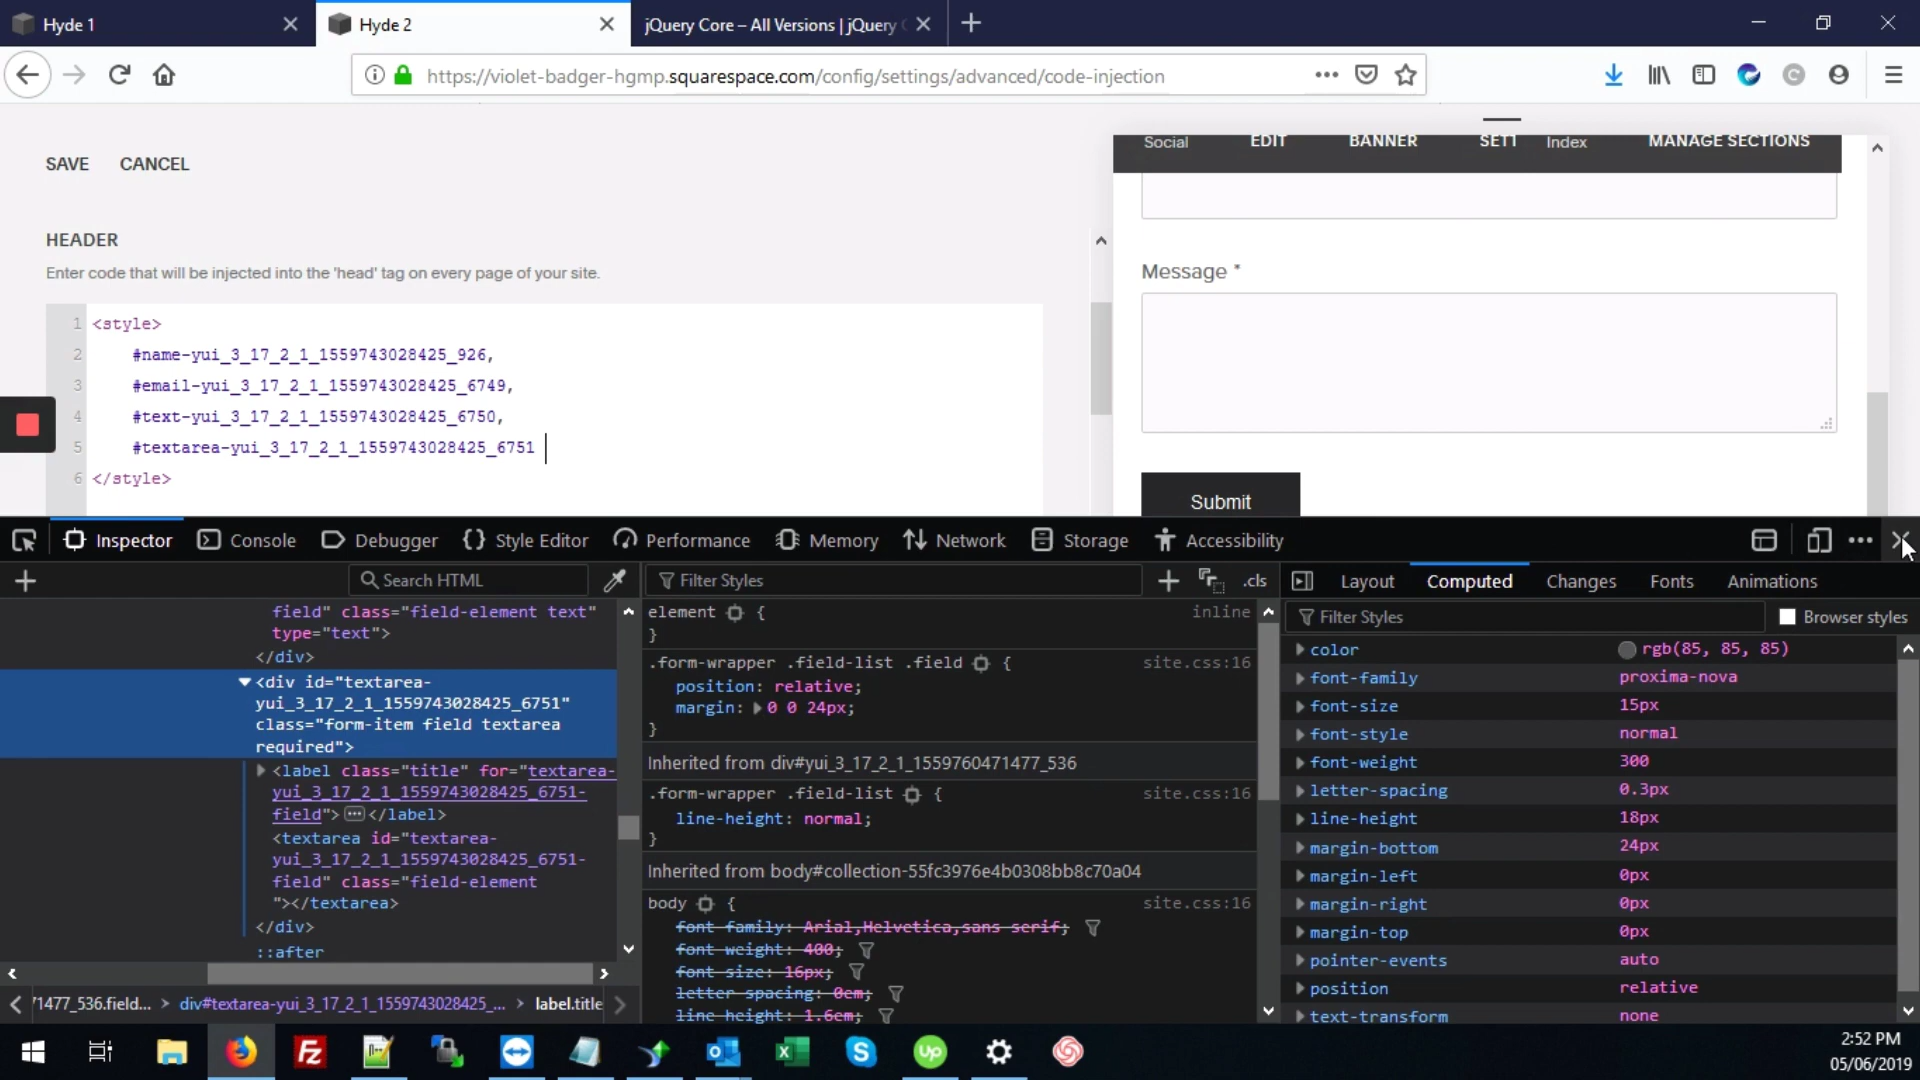 Hyde 1
Hyde 2
jQuery Core – All Versions | jQuery
https://violet-badger-hgmp.squarespace.com/config/settings/advanced/code-injection
SAVE
CANCEL
HEADER
Enter code that will be injected into the 'head' tag on every page of your site.
1 <style>
2 #name-yui_3_17_2_1_1559743028425_926,
3 #email-yui_3_17_2_1_1559743028425_6749,
4 #text-yui_3_17_2_1_1559743028425_6750,
5 #textarea-yui_3_17_2_1_1559743028425_6751
6 </style>
Social
EDIT
BANNER
SETT
Index
MANAGE SECTIONS
Message *
Submit
Inspector
Console
Debugger
Style Editor
Performance
Memory
Network
Storage
Accessibility
Search HTML
field" class="field-element text"
type="text">
</div>
<div id="textarea-
yui_3_17_2_1_1559743028425_6751"
class="form-item field textarea
required">
<label class="title" for="textarea-
yui_3_17_2_1_1559743028425_6751-
field"></label>
<textarea id="textarea-
yui_3_17_2_1_1559743028425_6751-
field" class="field-element
"></textarea>
</div>
::after
71477_536.field... > div#textarea-yui_3_17_2_1_1559743028425_... > label.title
Filter Styles
.cls
element {
inline
}
.form-wrapper .field-list .field {
site.css:16
position: relative;
margin: 0 0 24px;
}
Inherited from div#yui_3_17_2_1_1559760471477_536
.form-wrapper .field-list {
site.css:16
line-height: normal;
}
Inherited from body#collection-55fc3976e4b0308bb8c70a04
body {
site.css:16
font-family: Arial,Helvetica,sans-serif;
font-weight: 400;
font-size: 16px;
letter-spacing: 0em;
line-height: 1.6em;
Layout
Computed
Changes
Fonts
Animations
Filter Styles
Browser styles
color rgb(85, 85, 85)
font-family proxima-nova
font-size 15px
font-style normal
font-weight 300
letter-spacing 0.3px
line-height 18px
margin-bottom 24px
margin-left 0px
margin-right 0px
margin-top 0px
pointer-events auto
position relative
text-transform none
2:52 PM
05/06/2019